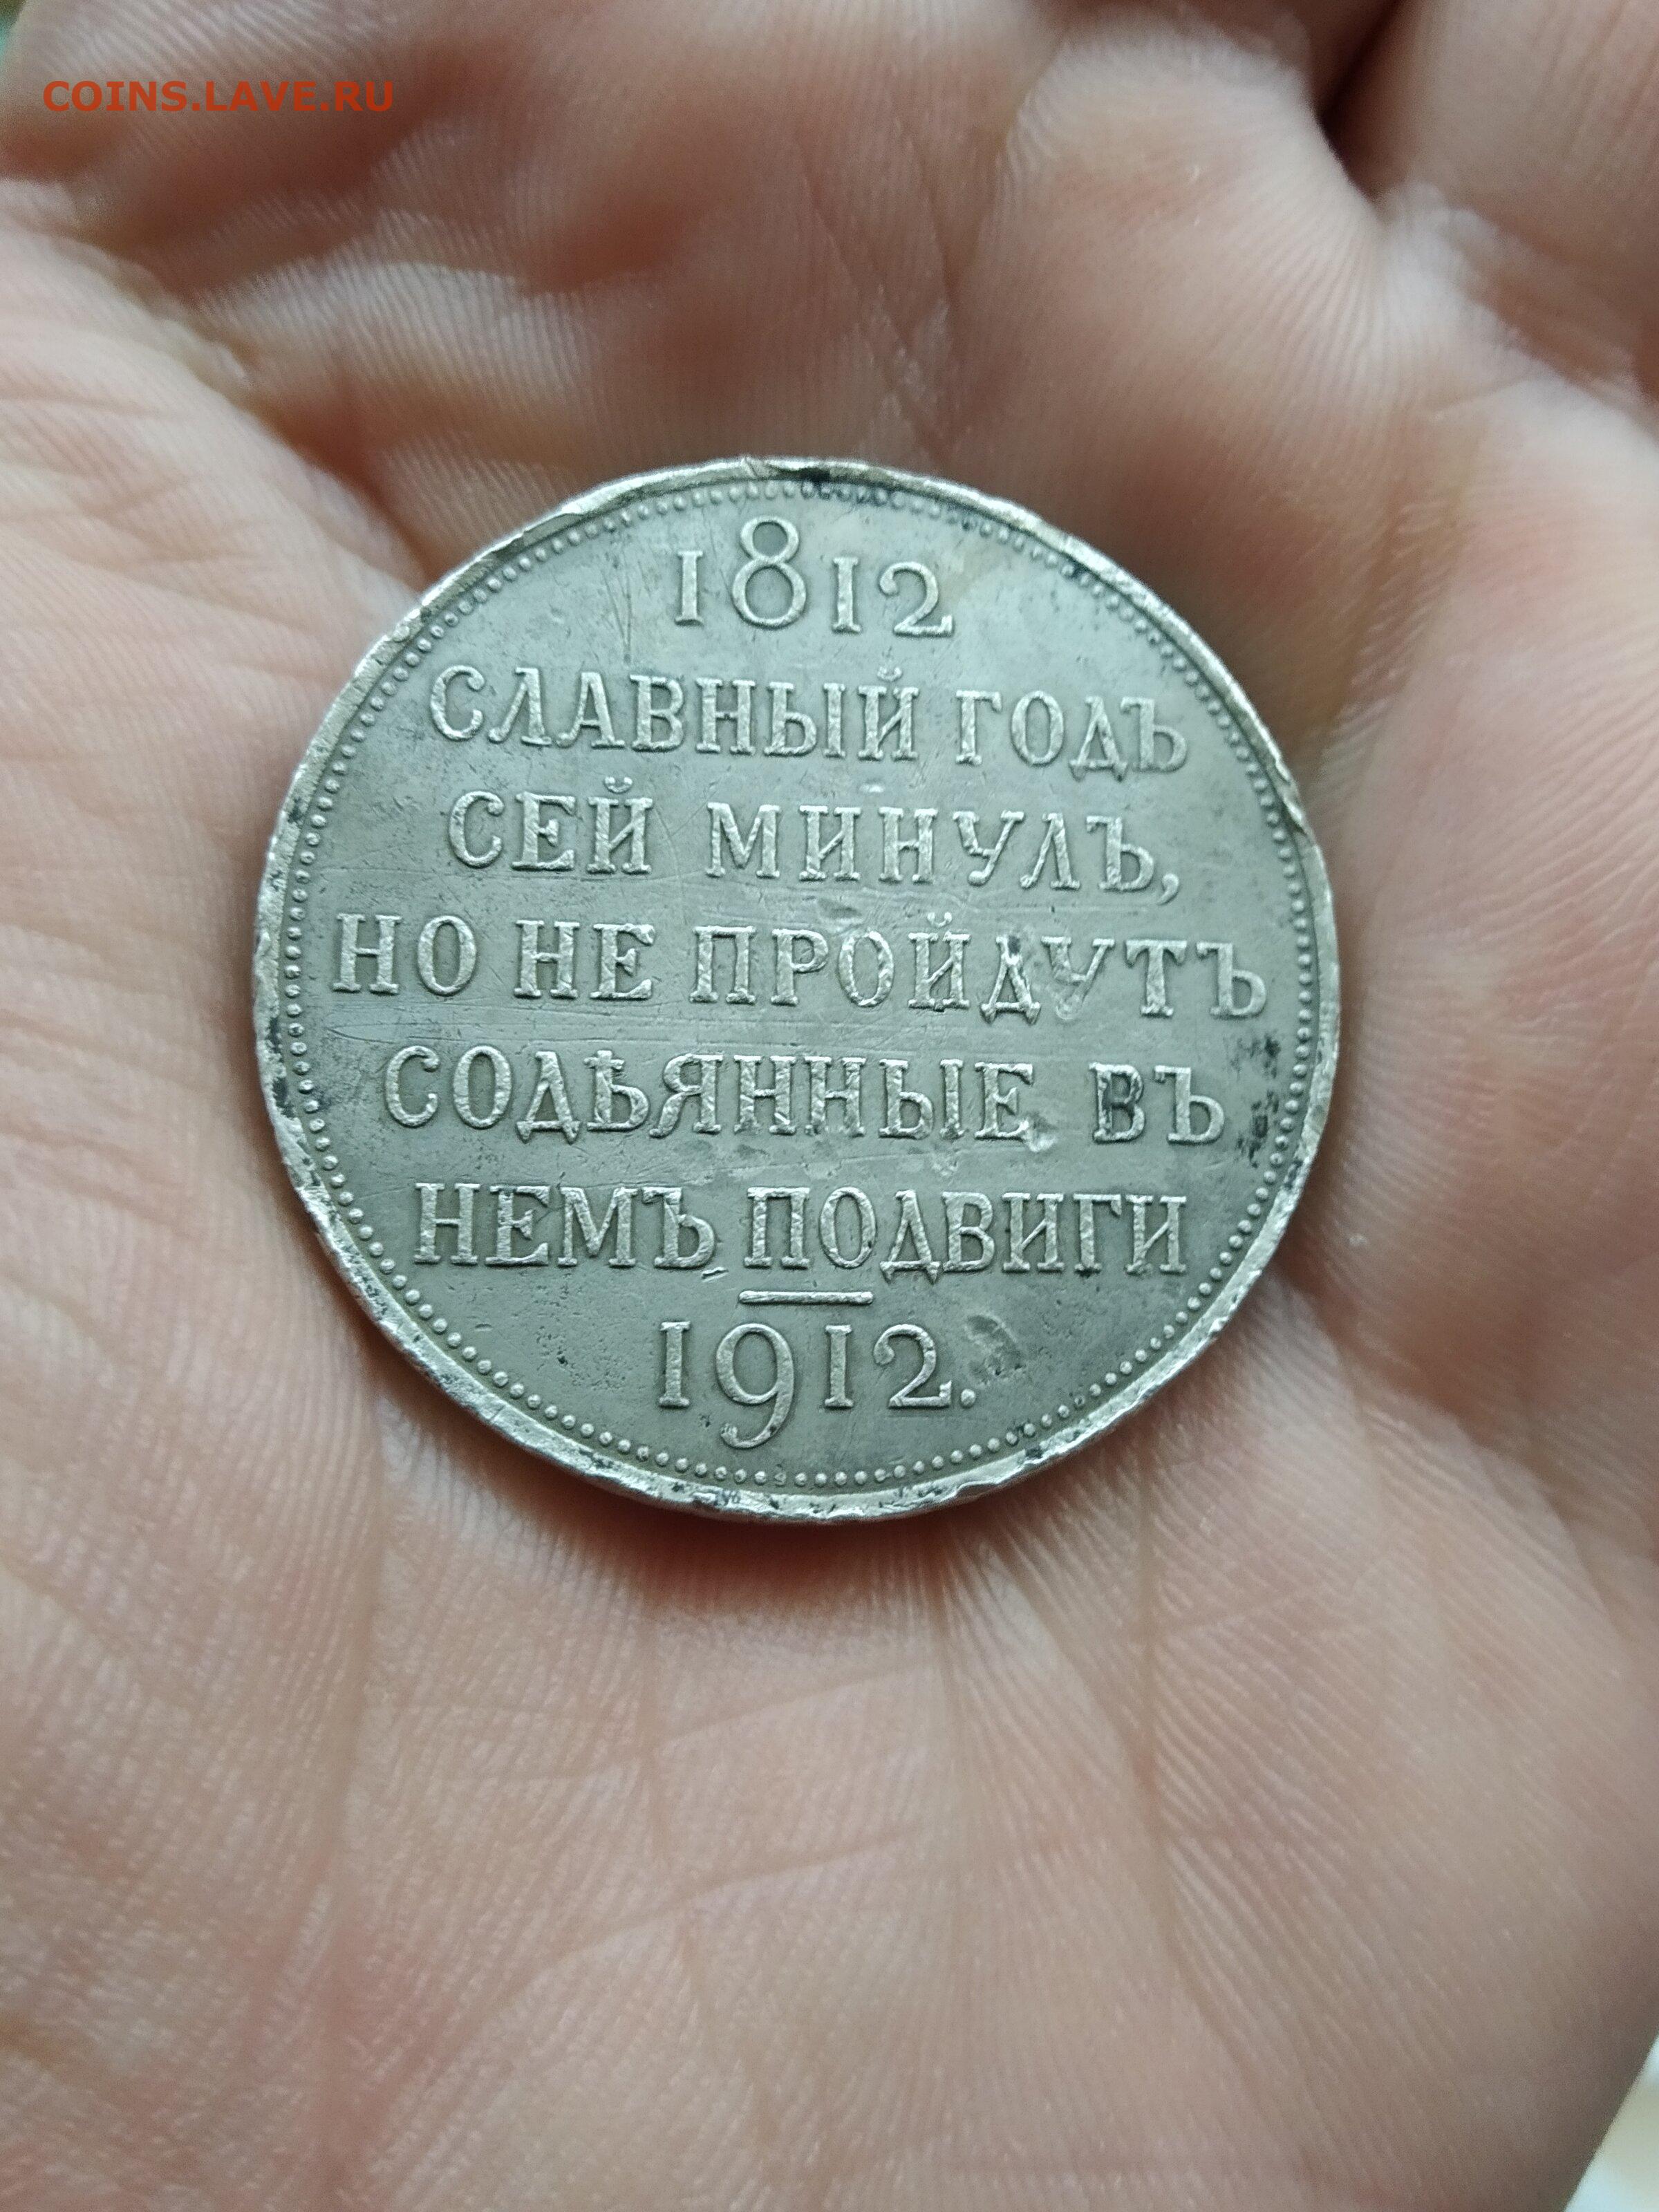 COINS.LAVE.RU
1812
СЛАВНЫЙ ГОДЪ
СЕЙ МИНУЛЪ,
НО НЕ ПРОЙДУТЪ
СОДѢЯННЫЕ ВЪ
НЕМЪ ПОДВИГИ
1912.